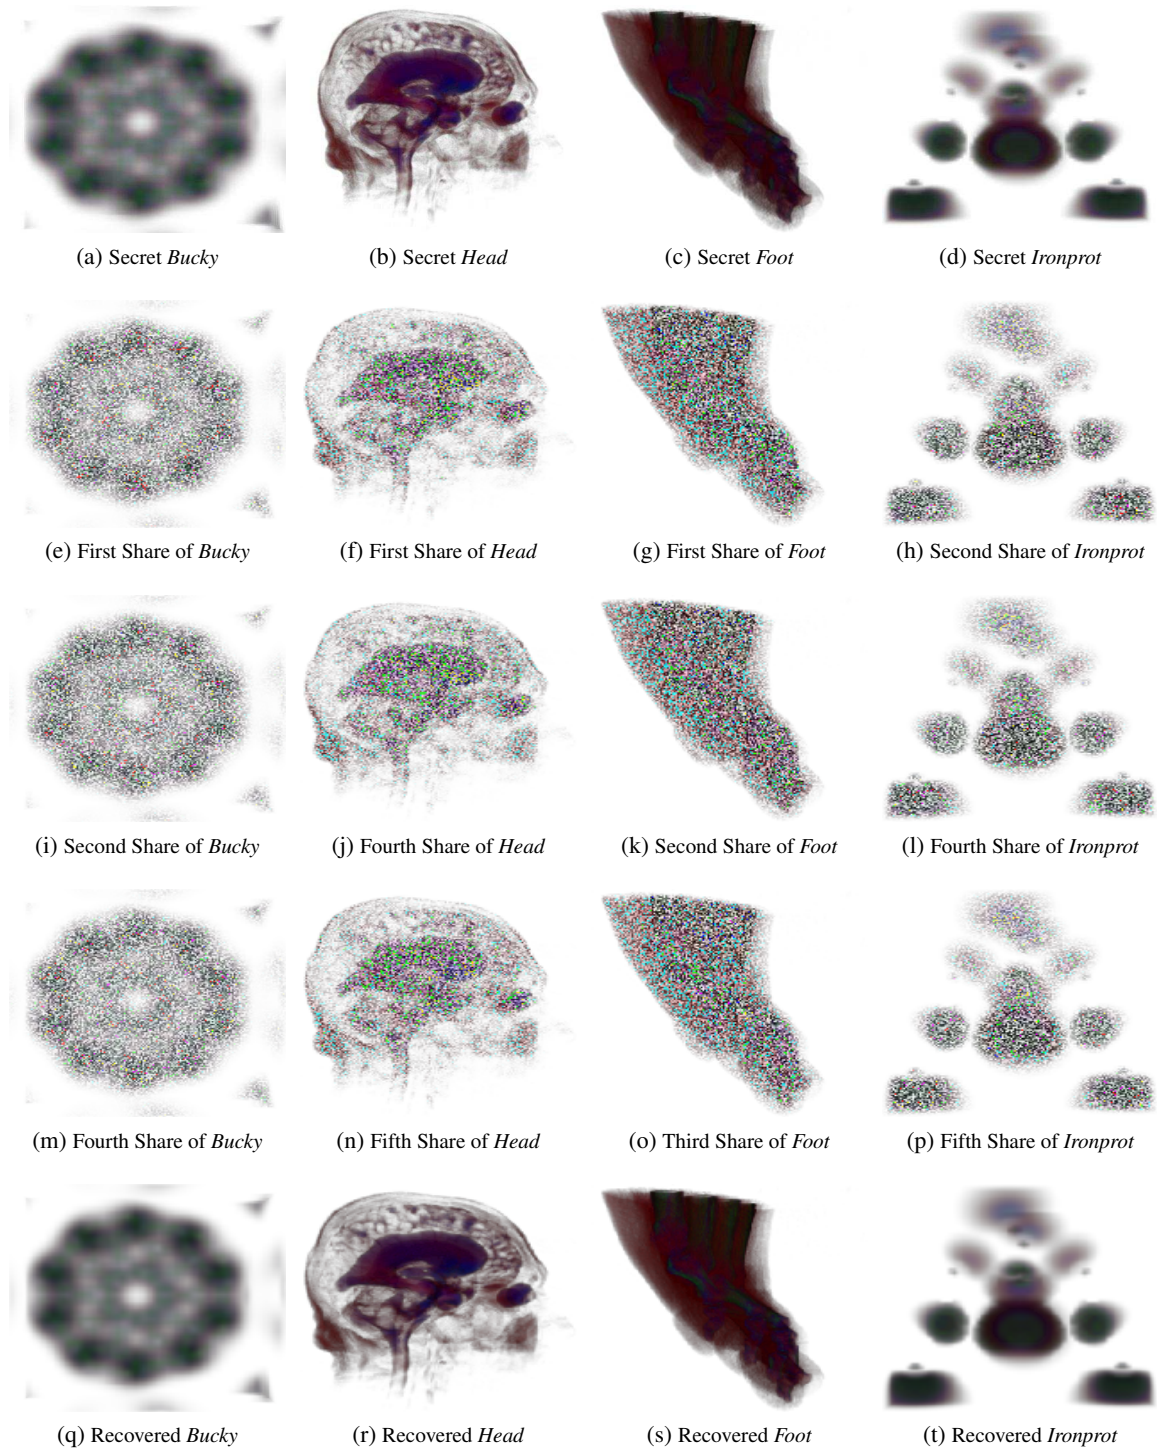 (a) Secret Bucky
(b) Secret Head
(c) Secret Foot
(d) Secret Ironprot
(e) First Share of Bucky
(f) First Share of Head
(g) First Share of Foot
(h) Second Share of Ironprot
(i) Second Share of Bucky
(j) Fourth Share of Head
(k) Second Share of Foot
(l) Fourth Share of Ironprot
(m) Fourth Share of Bucky
(n) Fifth Share of Head
(o) Third Share of Foot
(p) Fifth Share of Ironprot
(q) Recovered Bucky
(r) Recovered Head
(s) Recovered Foot
(t) Recovered Ironprot